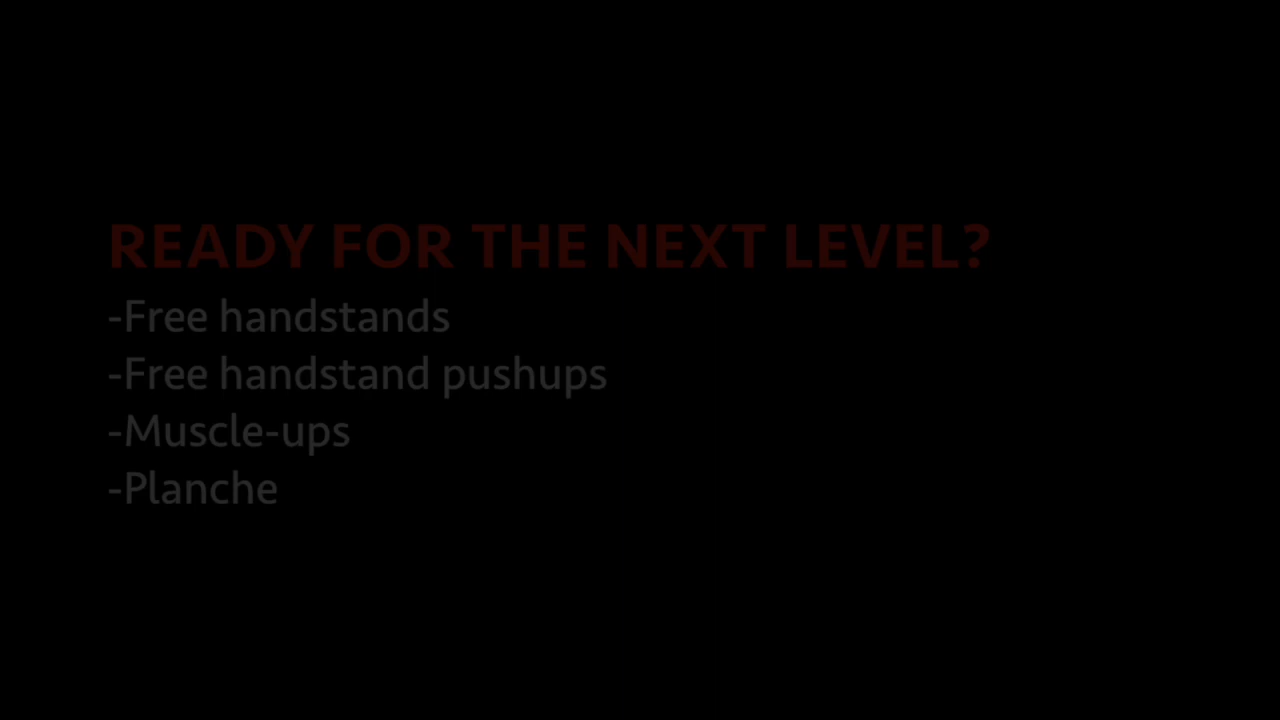 READY FOR THE NEXT LEVEL?
-Free handstands
-Free handstand pushups
-Muscle-ups
-Planche